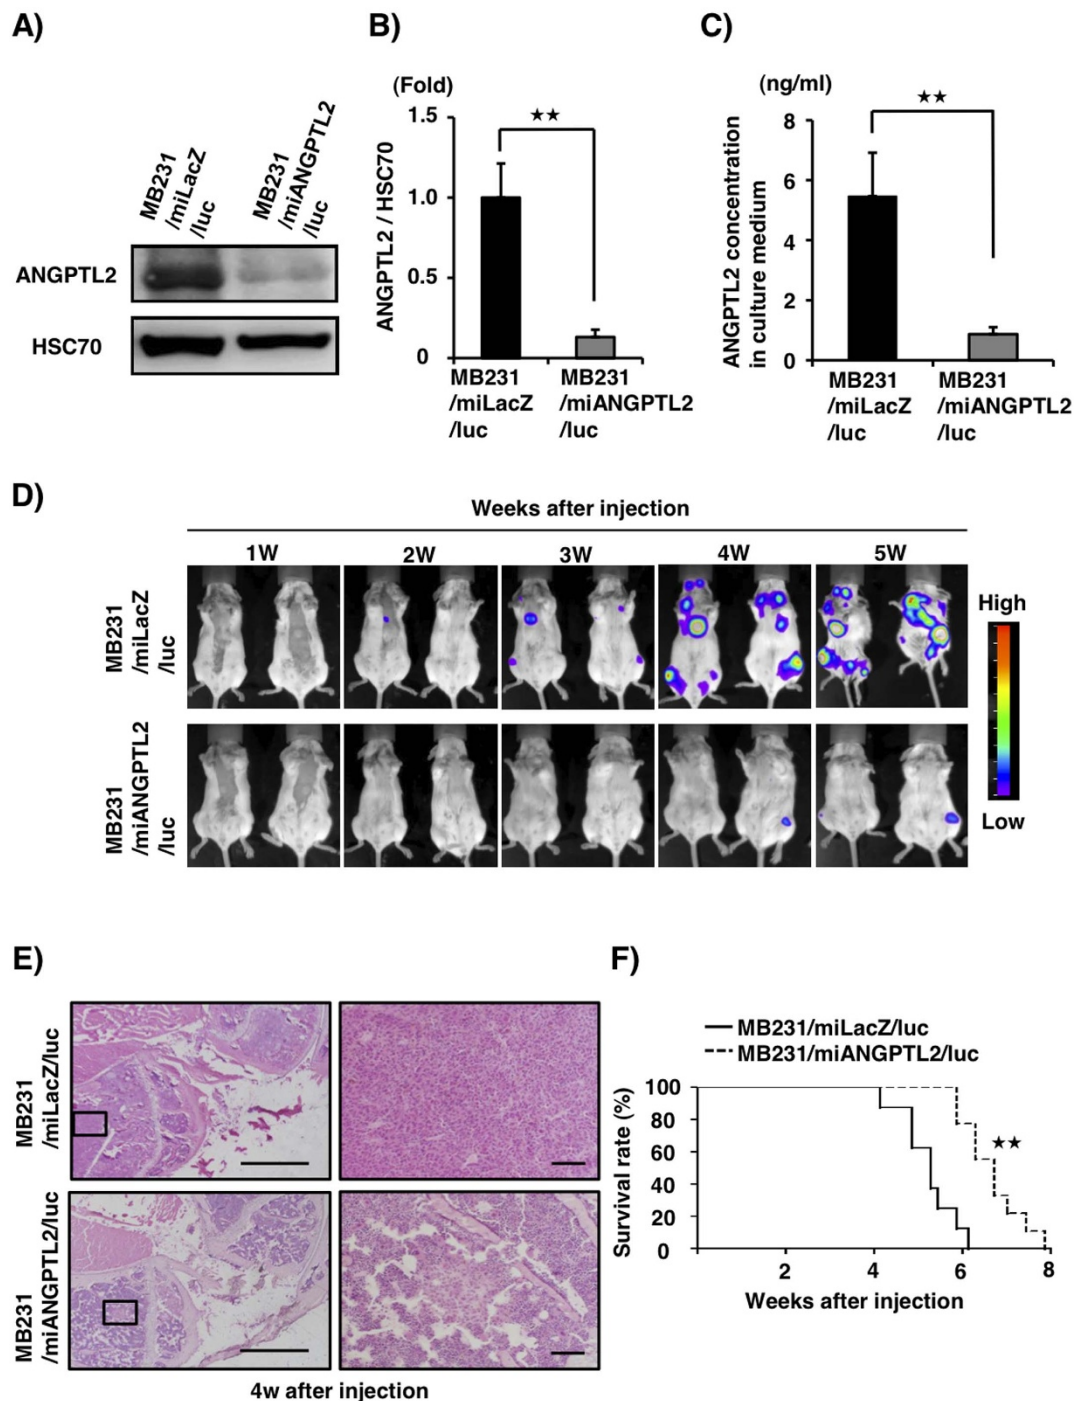 A)
MB231
/miLacZ
/luc
MB231
/miANGPTL2
/luc
ANGPTL2
HSC70
B)
(Fold)
ANGPTL2 / HSC70
1.5
1.0
0.5
0
★★
MB231
/miLacZ
/luc
MB231
/miANGPTL2
/luc
C)
(ng/ml)
ANGPTL2 concentration
in culture medium
8
6
4
2
0
★★
MB231
/miLacZ
/luc
MB231
/miANGPTL2
/luc
D)
Weeks after injection
1W 2W 3W 4W 5W
MB231
/miLacZ
/luc
MB231
/miANGPTL2
/luc
High
Low
E)
MB231
/miLacZ/luc
MB231
/miANGPTL2/luc
4w after injection
F)
MB231/miLacZ/luc
MB231/miANGPTL2/luc
Survival rate (%)
100
80
60
40
20
0
★★
2 4 6 8
Weeks after injection